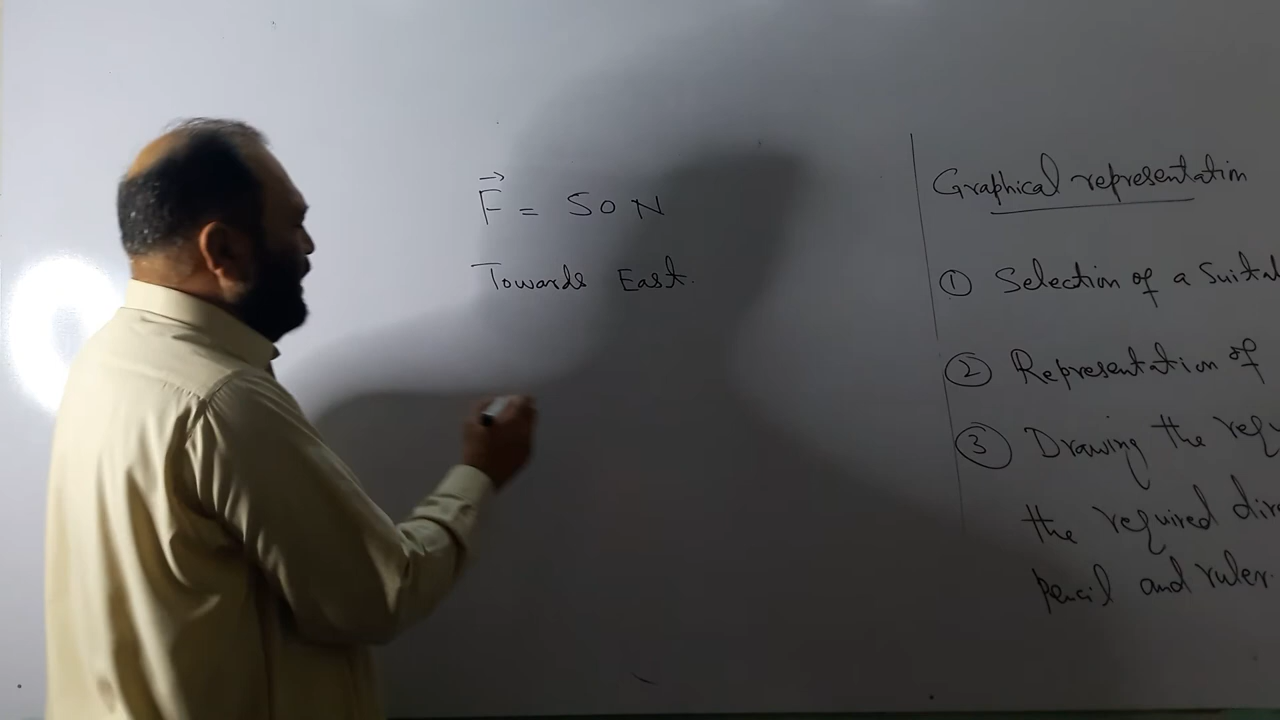 F⃗ = 50 N
Towards East.
Graphical representation
① Selection of a
② Representation of
③ Drawing the
the required
pencil and ruler.